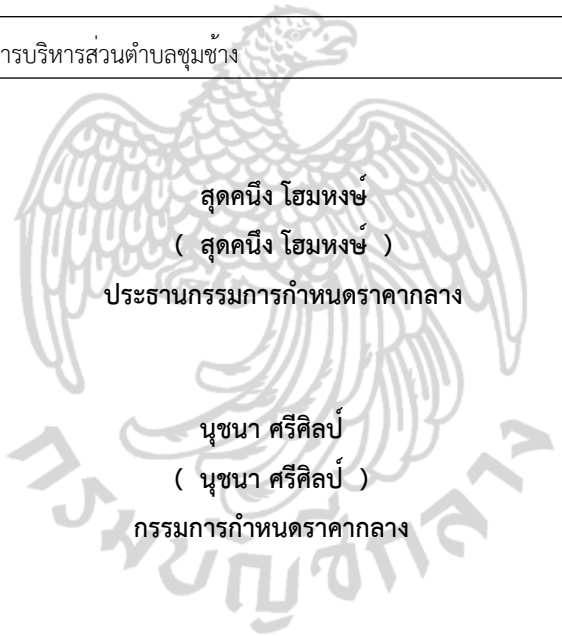 ารบริหารส่วนตำบลชุมช้าง
สุดคนึง โฮมหงษ์
( สุดคนึง โฮมหงษ์ )
ประธานกรรมการกำหนดราคากลาง
นุชนา ศรีศิลป์
( นุชนา ศรีศิลป์ )
กรรมการกำหนดราคากลาง
กรมบัญชีกลาง